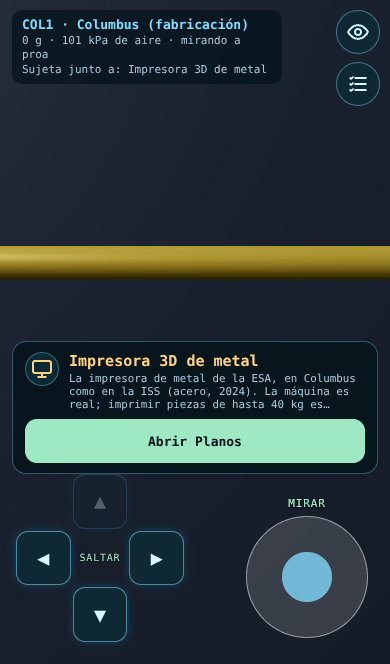 COL1 · Columbus (fabricación)
0 g · 101 kPa de aire · mirando a
proa
Sujeta junto a: Impresora 3D de metal
Impresora 3D de metal
La impresora de metal de la ESA, en Columbus
como en la ISS (acero, 2024). La máquina es
real; imprimir piezas de hasta 40 kg es…
Abrir Planos
▲
◀ SALTAR ▶
▼
MIRAR